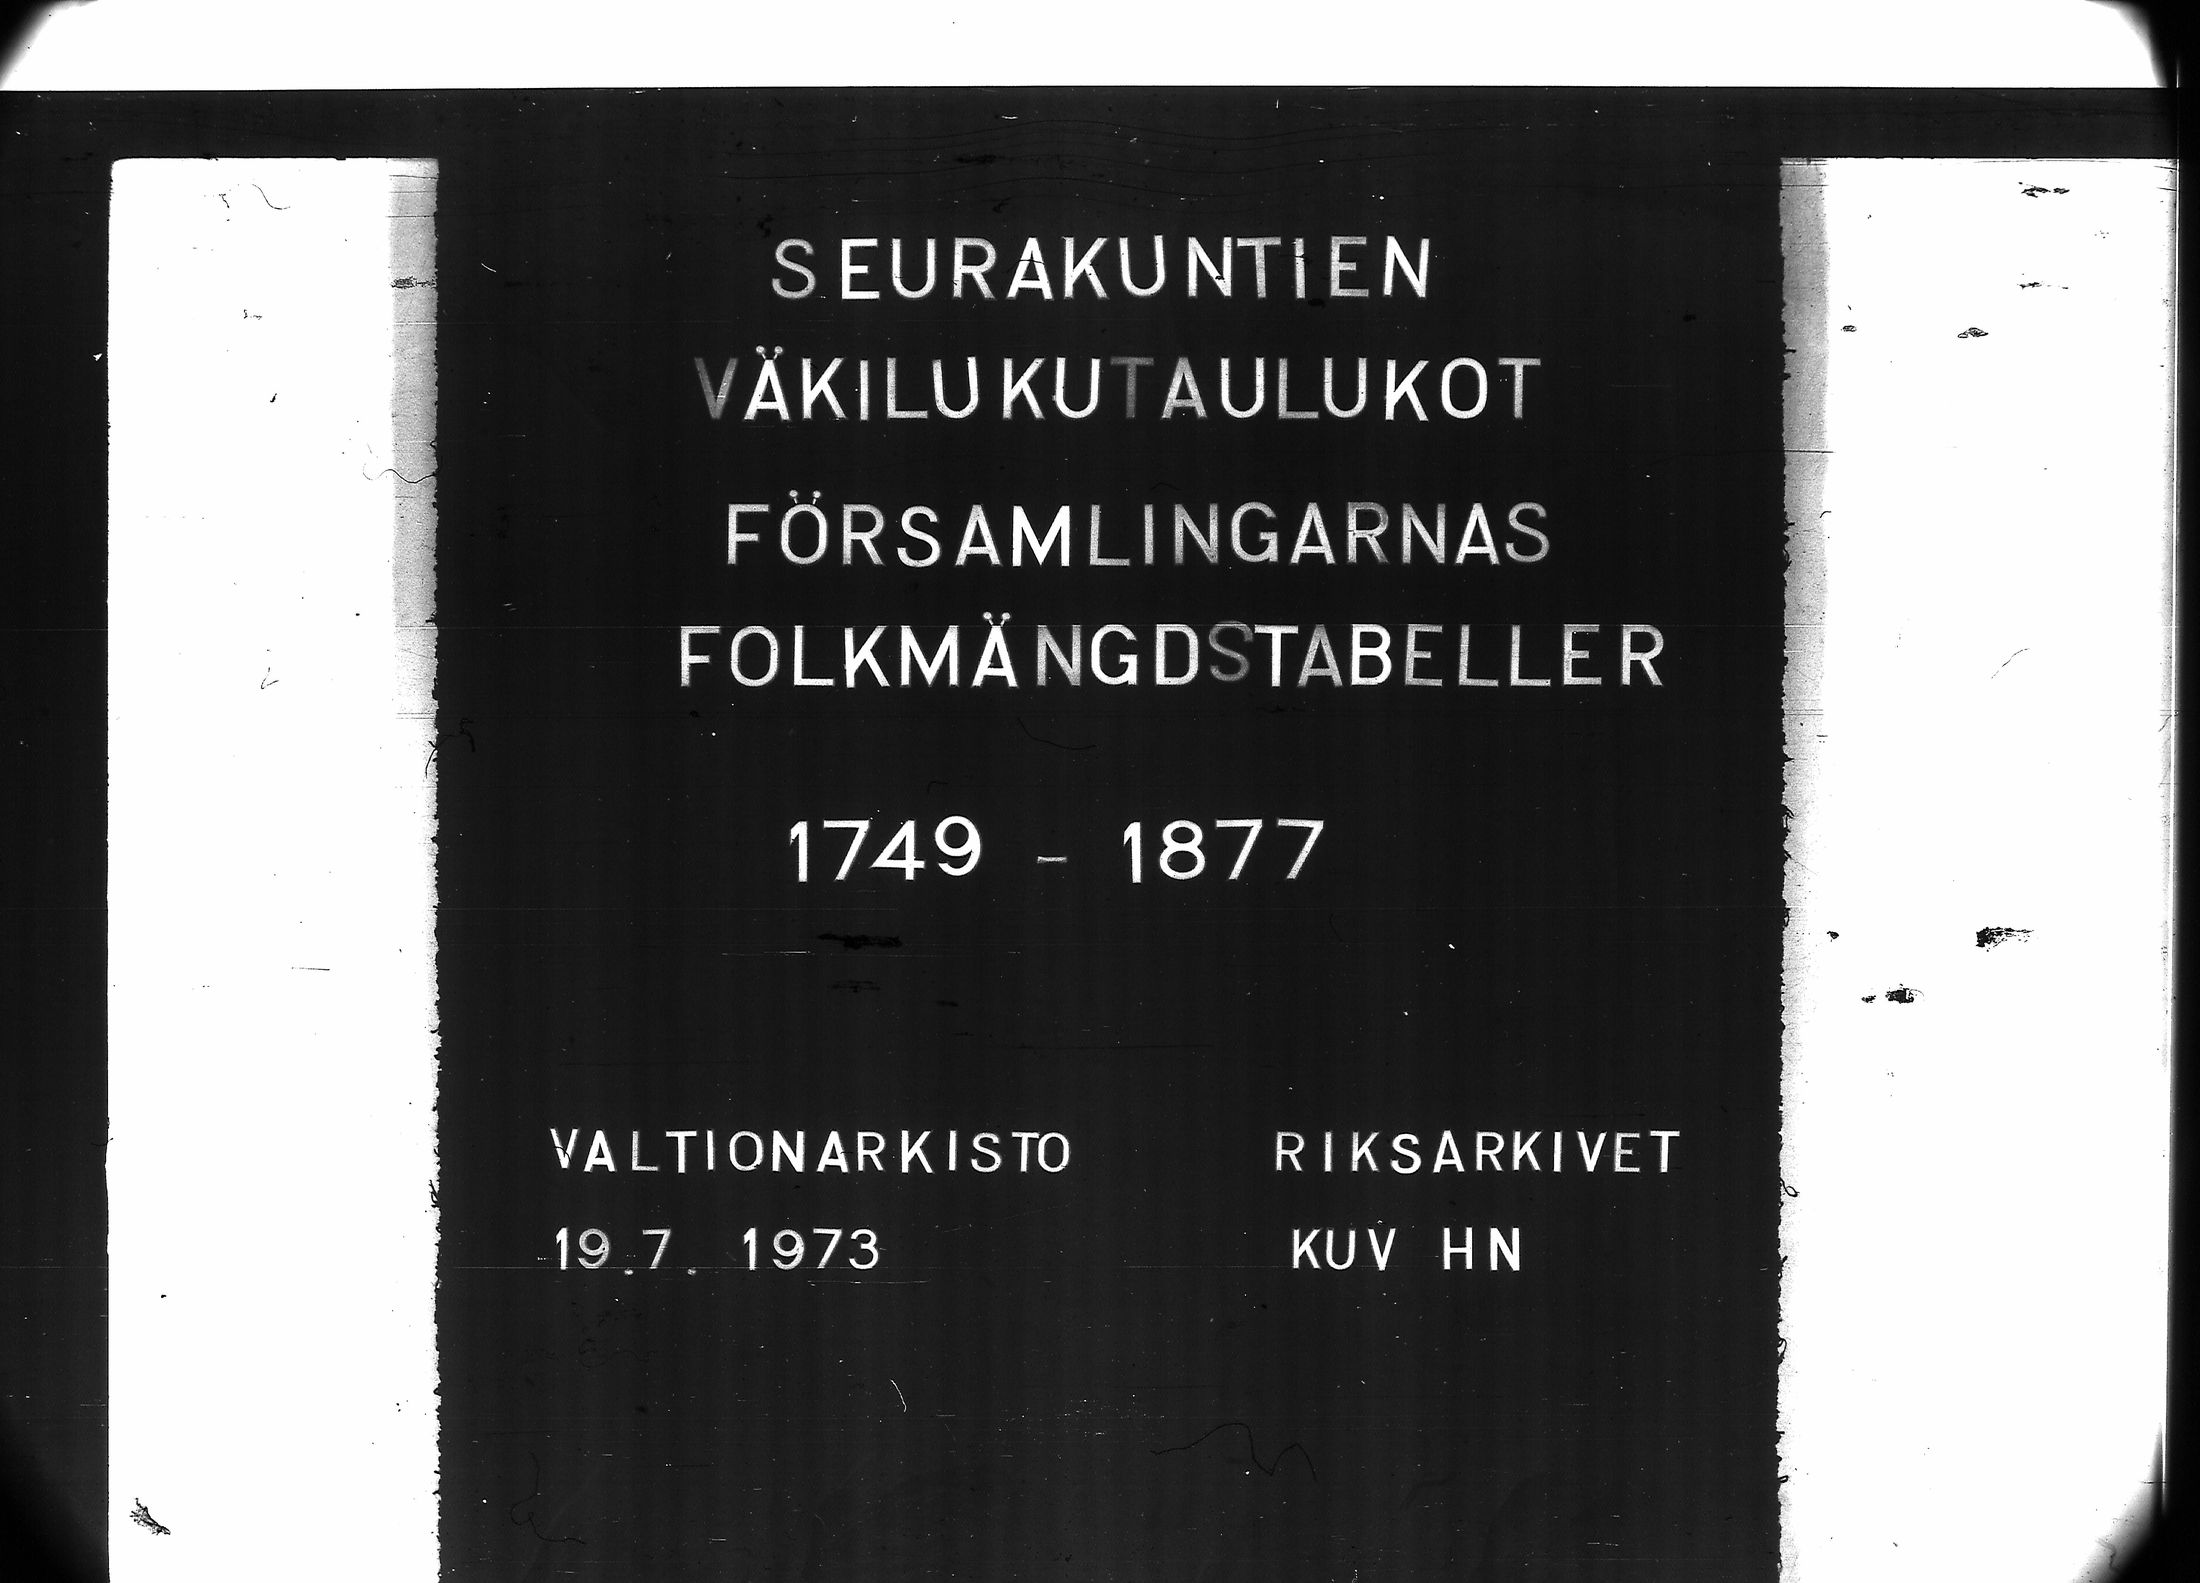 SEURAKUNTIEN
VÄKILUKUTAULUKOT
FÖRSAMLINGARNAS
FOLKMÄNGDSTABELLER
1749 - 1877
VALTIONARKISTO RIKSARKIVET
19.7. 1973 KUV HN